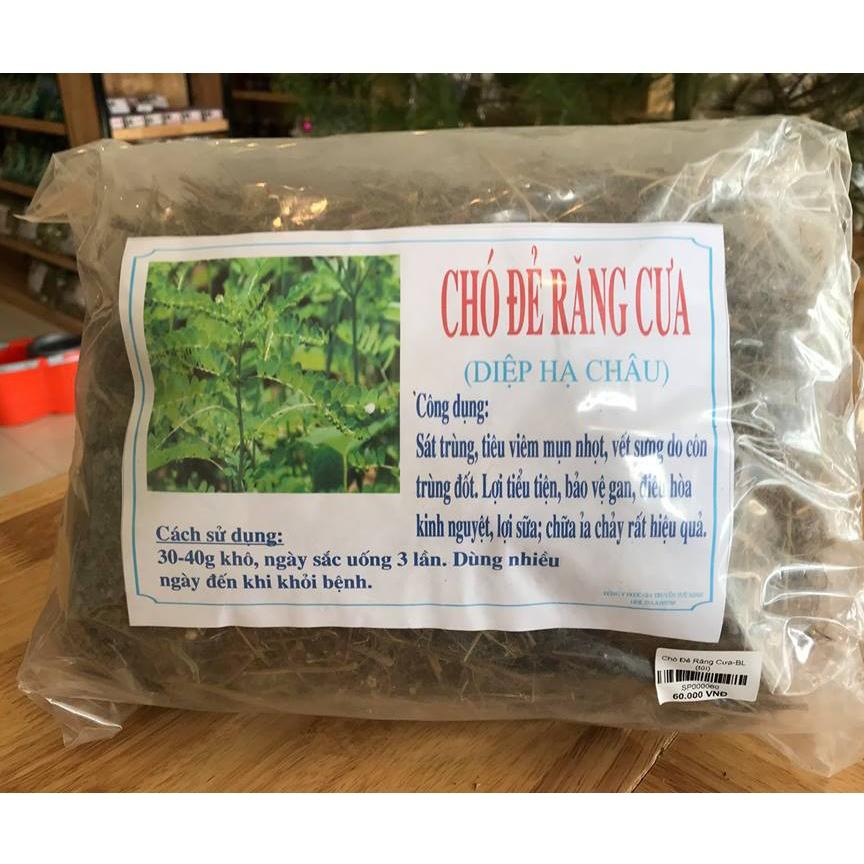 CHÓ ĐẺ RĂNG CƯA
(DIỆP HẠ CHÂU)
Công dụng:
Sát trùng, tiêu viêm mụn nhọt, vết sưng do côn
trùng đốt. Lợi tiểu tiện, bảo vệ gan, điều hòa
kinh nguyệt, lợi sữa; chữa ỉa chảy rất hiệu quả.
Cách sử dụng:
30-40g khô, ngày sắc uống 3 lần. Dùng nhiều
ngày đến khi khỏi bệnh.
Chó Đẻ Răng Cưa-BL
(túi)
SP000060
60.000 VNĐ